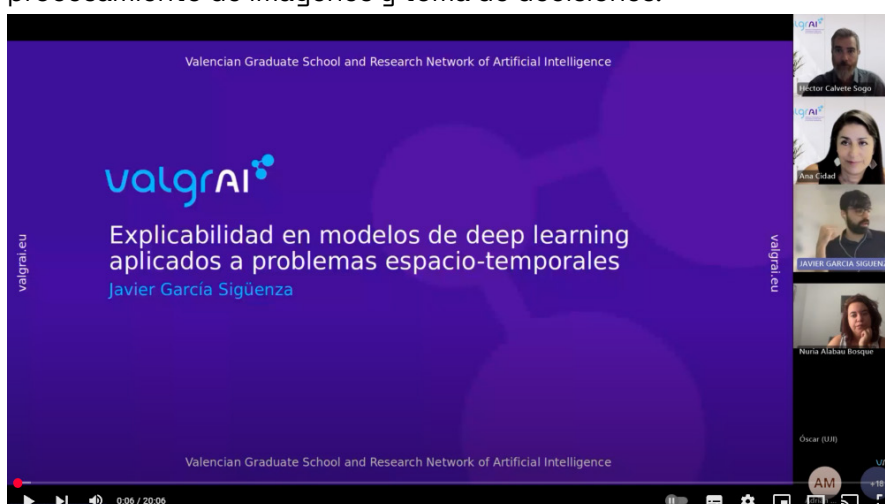 procesamiento de imágenes y toma de decisiones.
Valencian Graduate School and Research Network of Artificial Intelligence
valgrAI
Explicabilidad en modelos de deep learning
aplicados a problemas espacio-temporales
Javier García Sigüenza
valgrai.eu
valgrai.eu
Valencian Graduate School and Research Network of Artificial Intelligence
Hector Calvete Sogo
Ana Cidad
JAVIER GARCIA SIGUENZ
Nuria Alabau Bosque
Óscar (UJI)
AM
+18
0:06 / 20:06